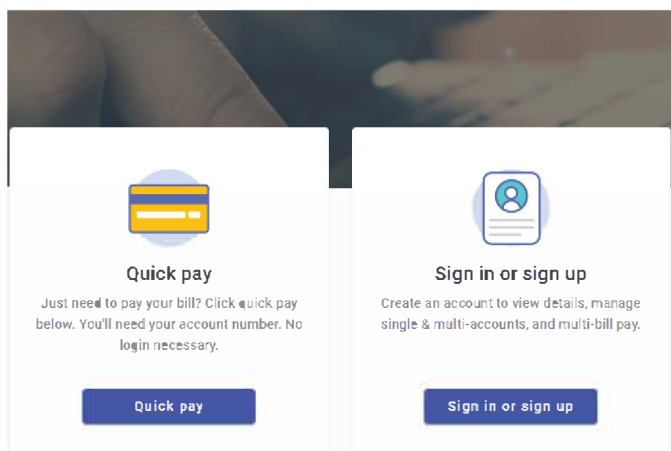 Quick pay
Just need to pay your bill? Click quick pay
below. You'll need your account number. No
login necessary.
Quick pay
Sign in or sign up
Create an account to view details, manage
single & multi-accounts, and multi-bill pay.
Sign in or sign up